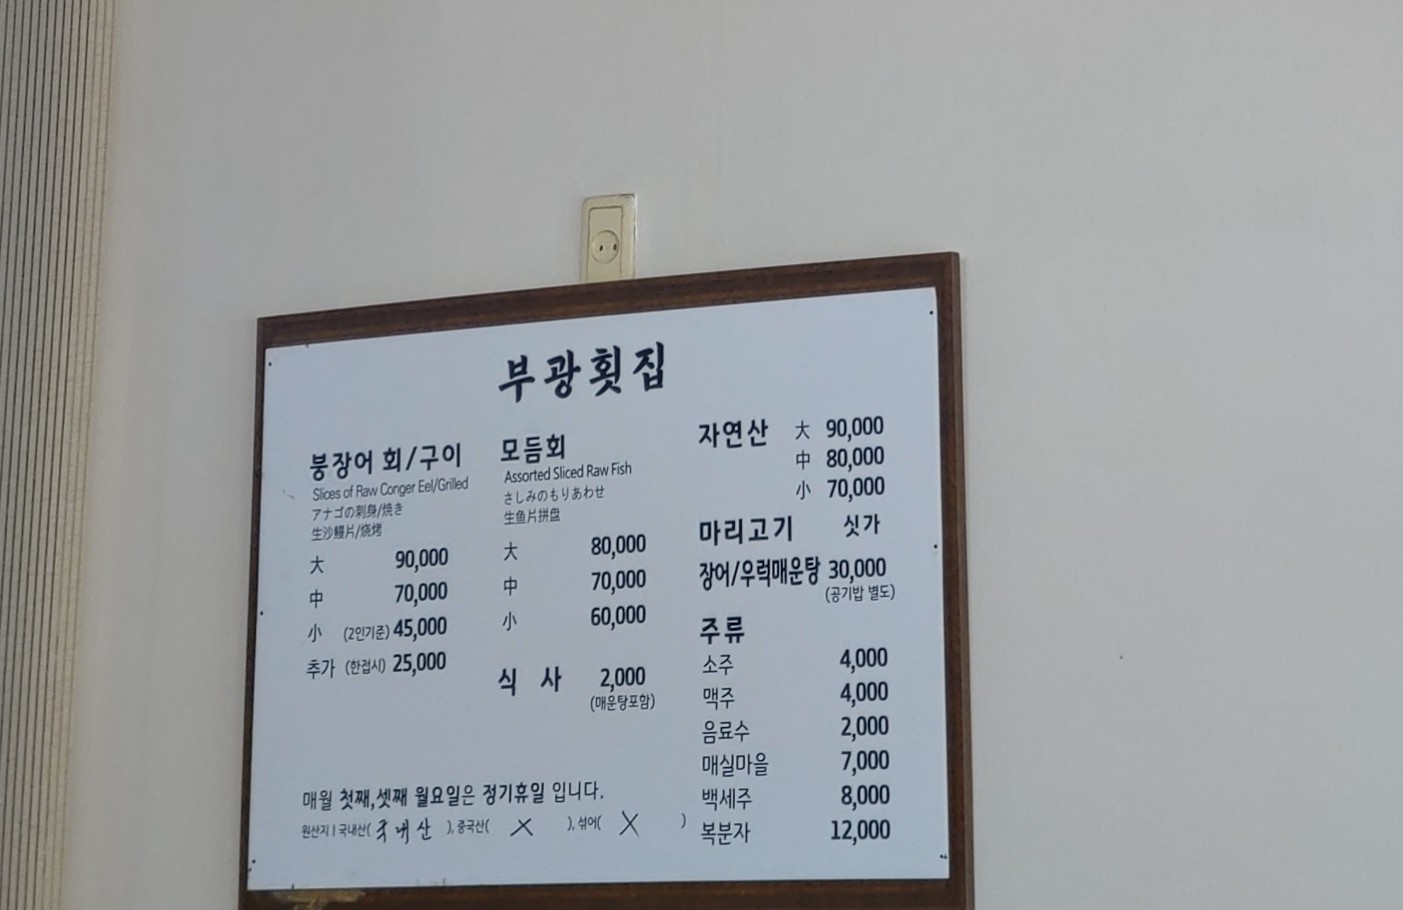 부광횟집
붕장어 회/구이
Slices of Raw Conger Eel/Grilled
アナゴの刺身/焼き
生沙鳗片/烧烤
大 90,000
中 70,000
小 (2인기준) 45,000
추가 (한접시) 25,000
모듬회
Assorted Sliced Raw Fish
さしみのもりあわせ
生鱼片拼盘
大 80,000
中 70,000
小 60,000
식 사 2,000
(매운탕포함)
자연산 大 90,000
中 80,000
小 70,000
마리고기 싯가
장어/우럭매운탕 30,000
(공기밥 별도)
주류
소주 4,000
맥주 4,000
음료수 2,000
매실마을 7,000
백세주 8,000
복분자 12,000
매월 첫째,셋째 월요일은 정기휴일 입니다.
원산지 | 국내산( 국내산 ), 중국산( X ), 섞어( X )